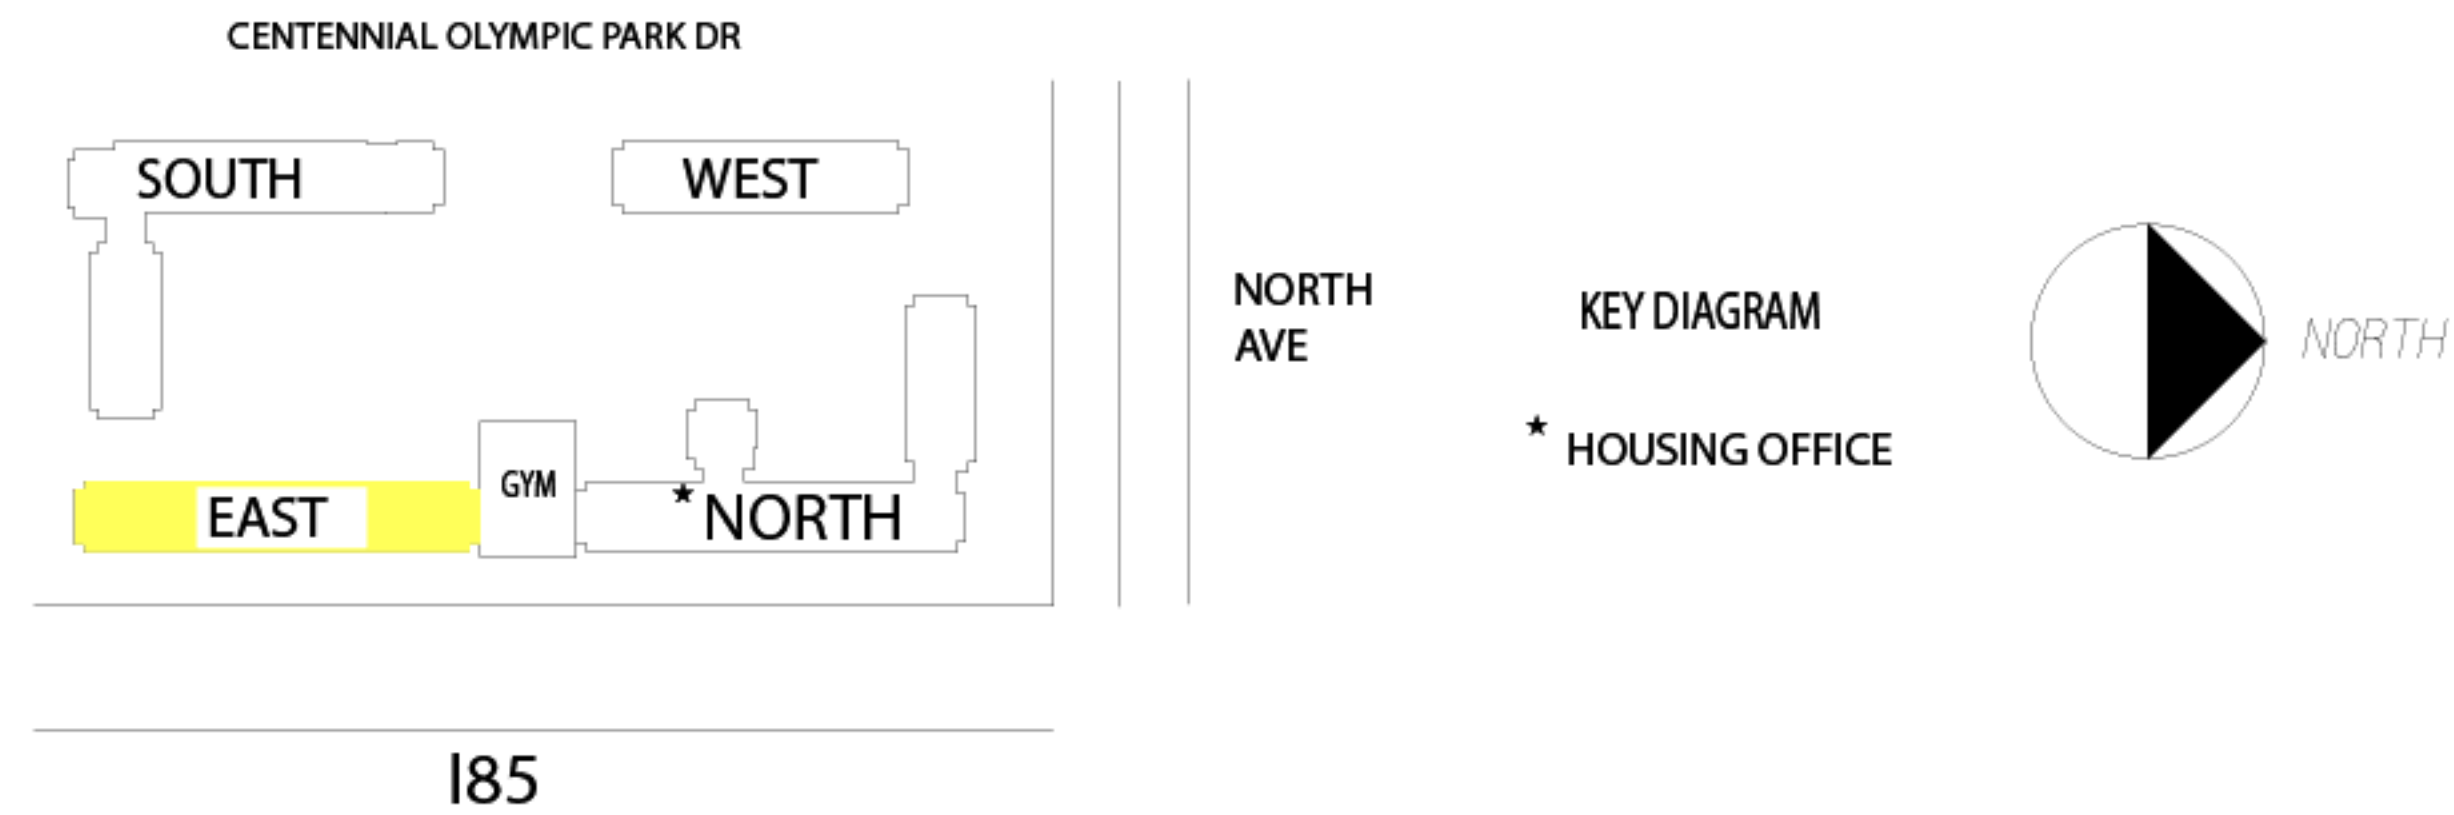 CENTENNIAL OLYMPIC PARK DR
SOUTH
WEST
NORTH
AVE
KEY DIAGRAM
NORTH
HOUSING OFFICE
GYM
EAST
NORTH
I85